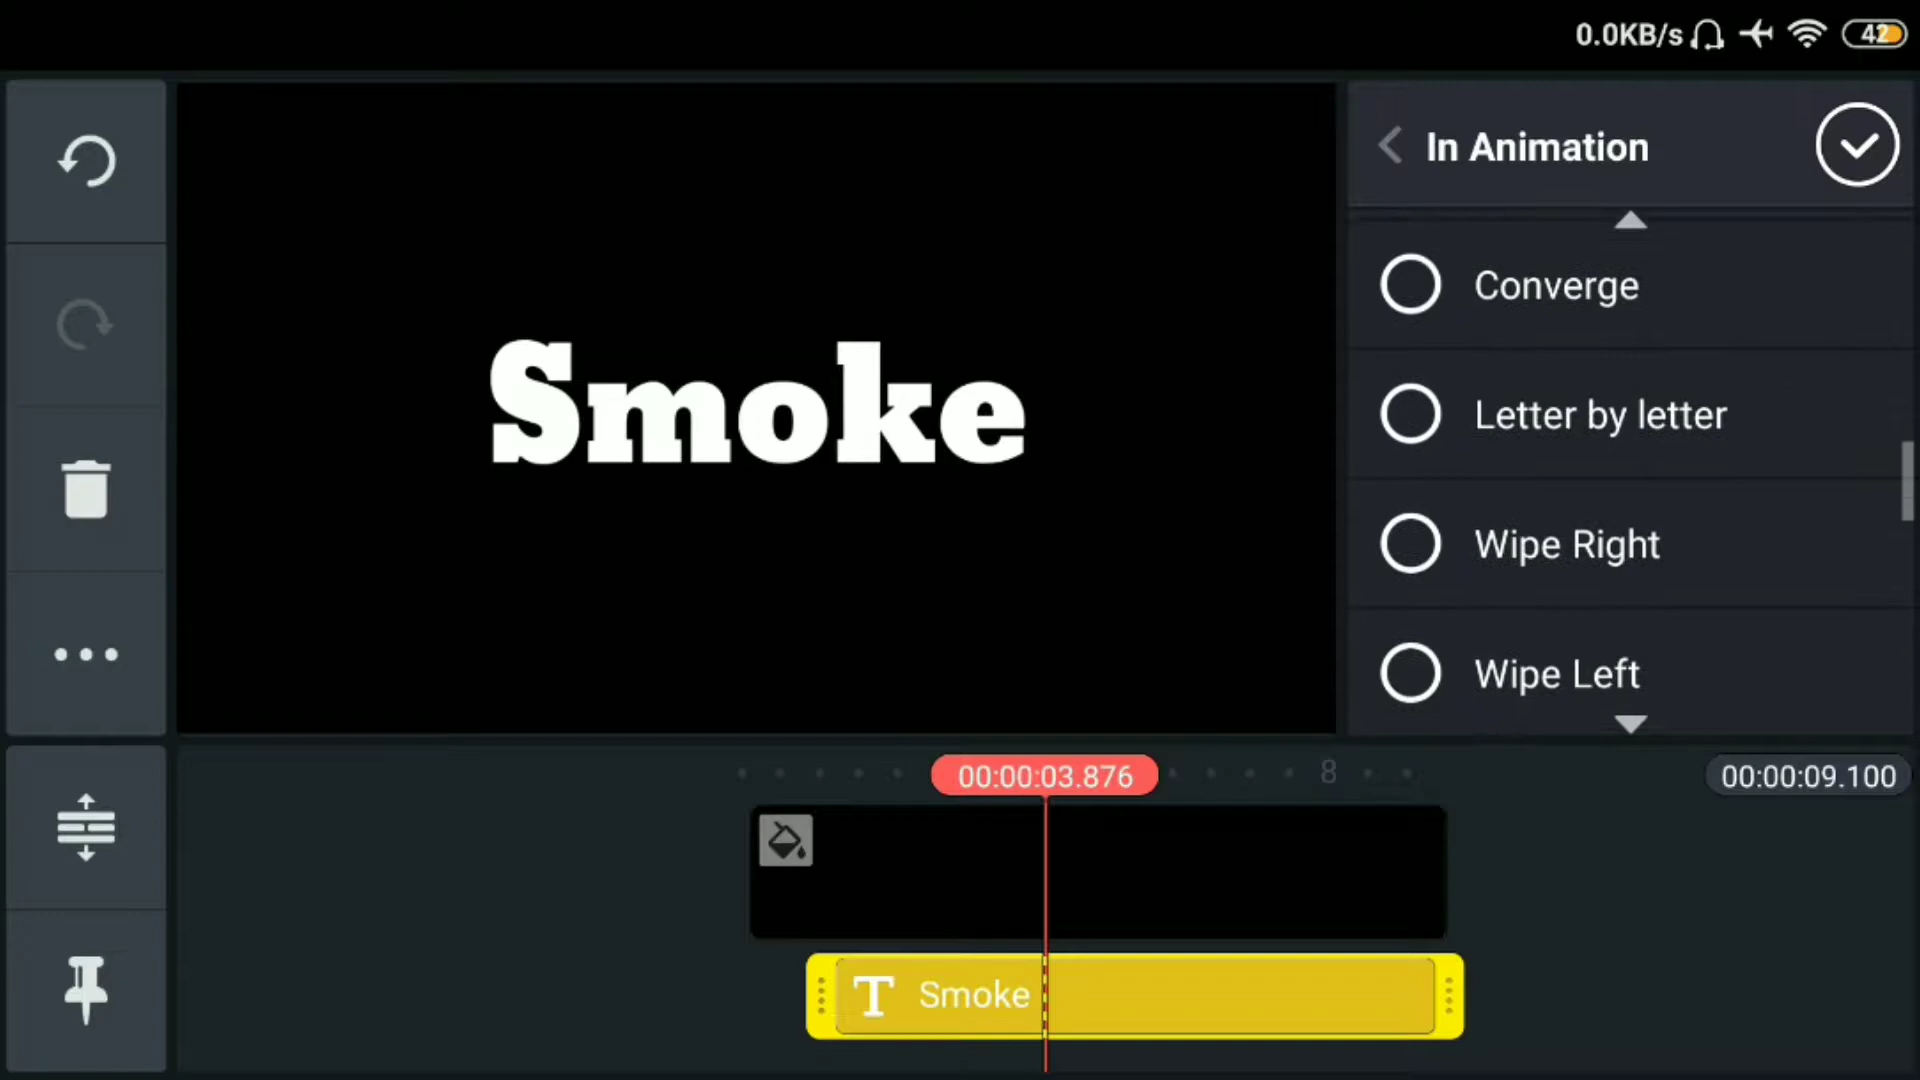 0.0KB/s 42
In Animation
Smoke
Converge
Letter by letter
Wipe Right
Wipe Left
00:00:03.876
8
00:00:09.100
T Smoke